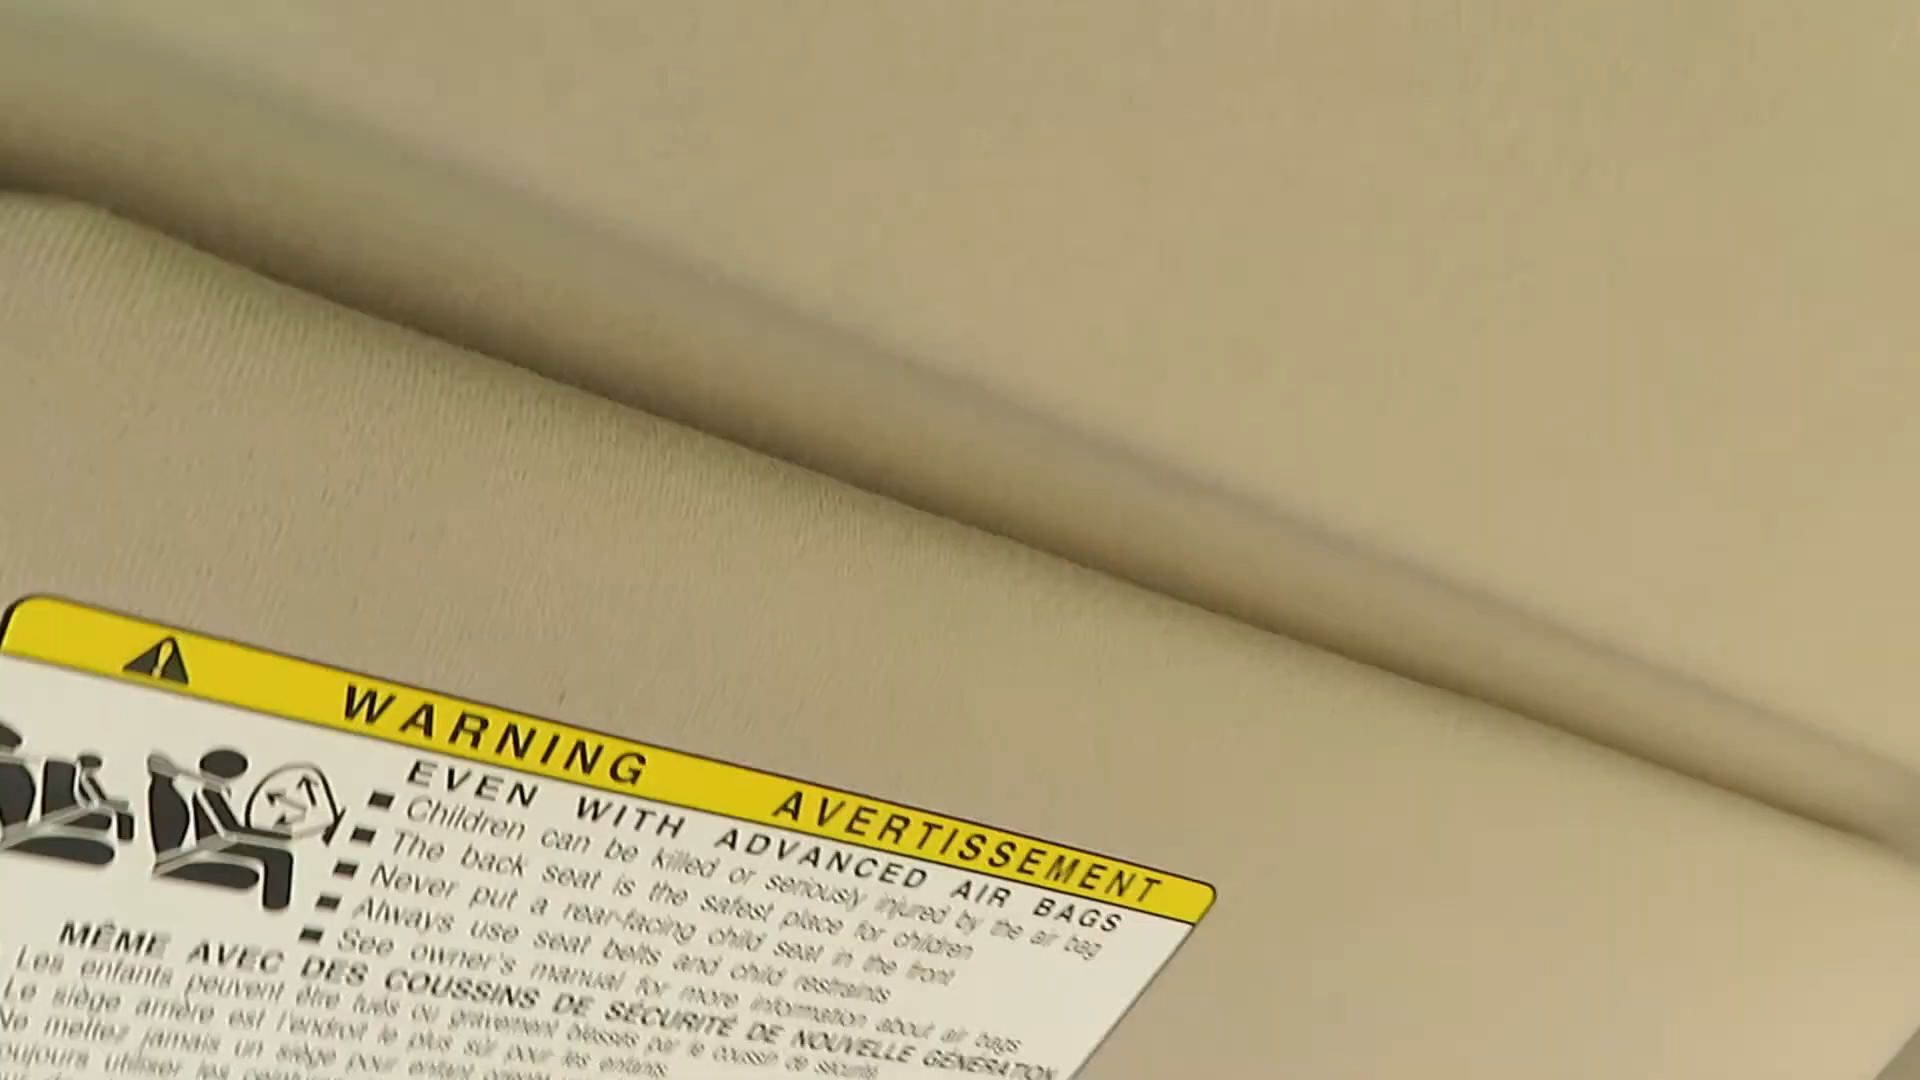 WARNING AVERTISSEMENT
EVEN WITH ADVANCED AIR BAGS
Children can be killed or seriously injured by the air bag
The back seat is the safest place for children
Never put a rear-facing child seat in the front
Always use seat belts and child restraints
See owner's manual for more information about air bags
MÊME AVEC DES COUSSINS DE SÉCURITÉ DE NOUVELLE GÉNÉRATION
Les enfants peuvent être tués ou gravement blessés par le coussin de sécurité
Le siège arrière est l'endroit le plus sûr pour les enfants
Ne mettez jamais un siège pour enfant
utiliser les